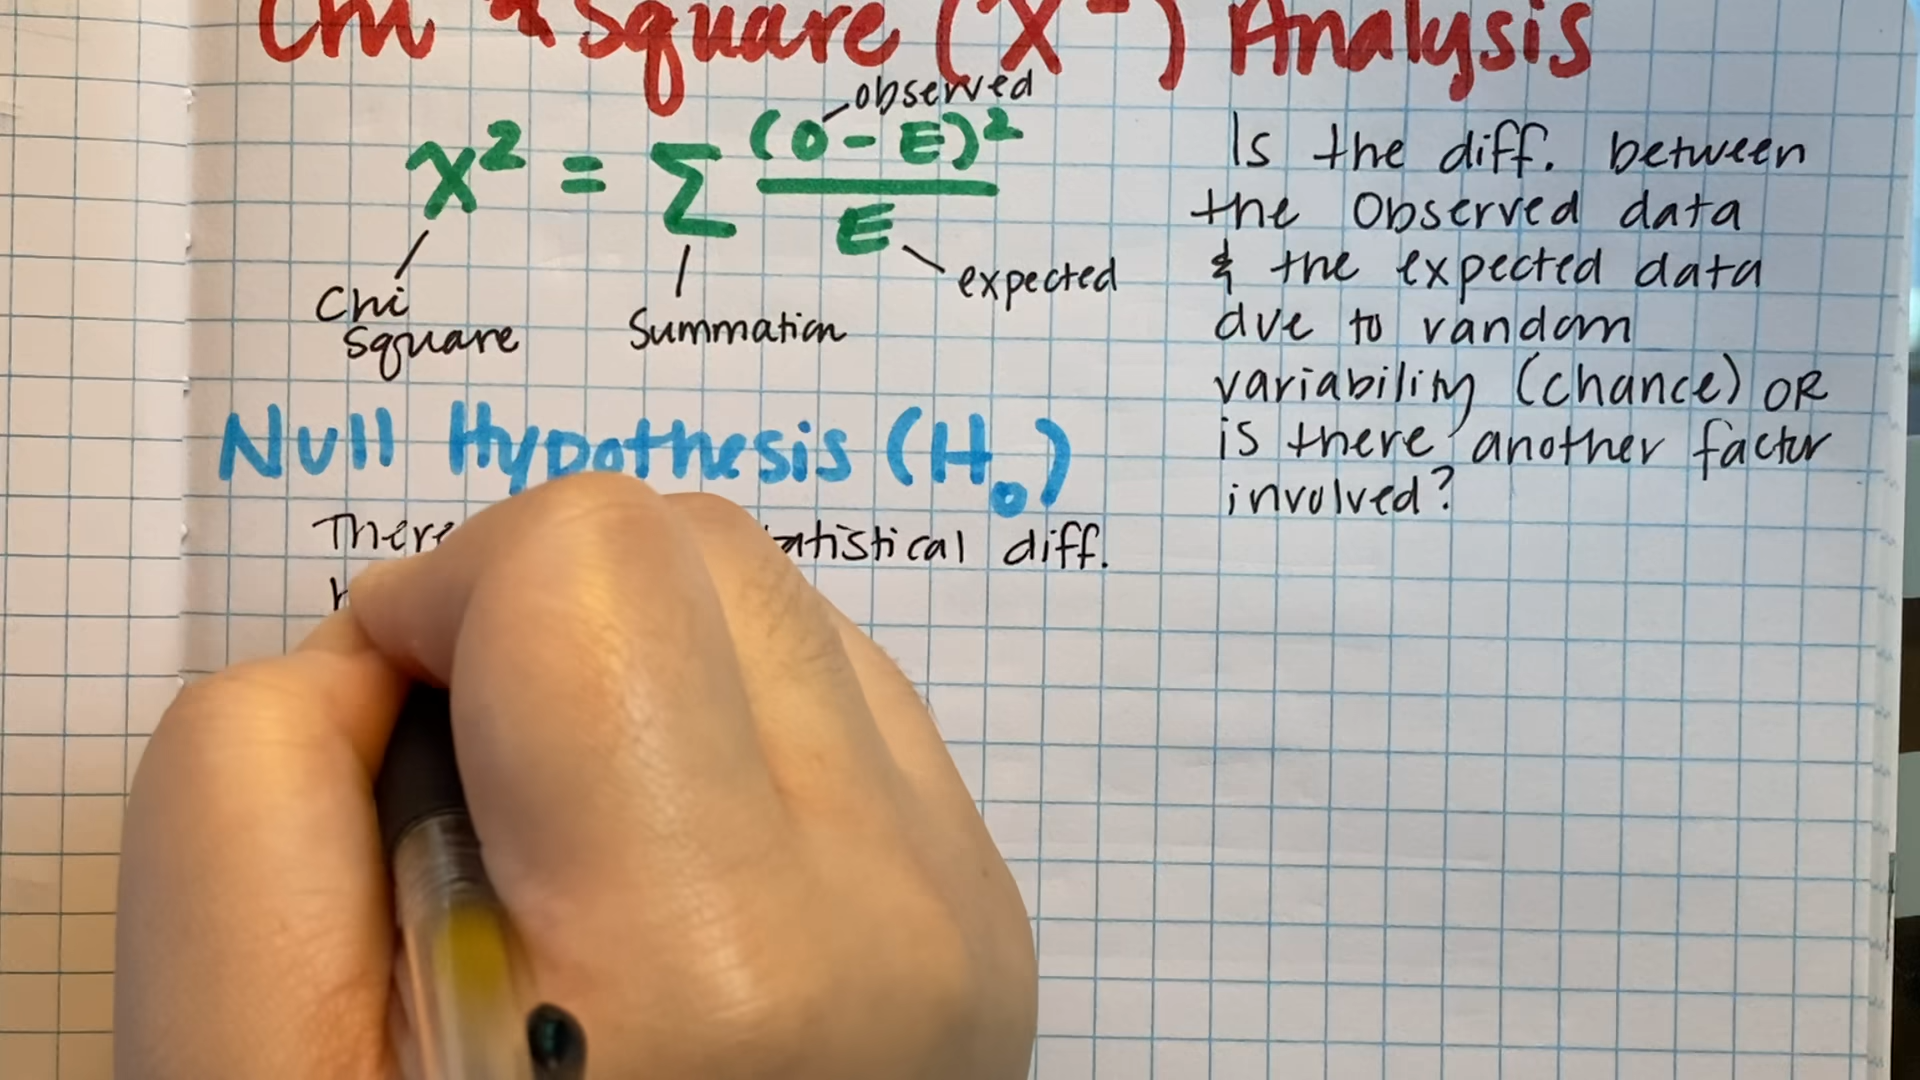 Chi Square (X²) Analysis
observed
X² = Σ (O - E)² / E
expected
Chi
Square
Summation
Is the diff. between
the Observed data
& the expected data
due to random
variability (chance) OR
is there another factor
involved?
Null Hypothesis (H₀)
There diff.